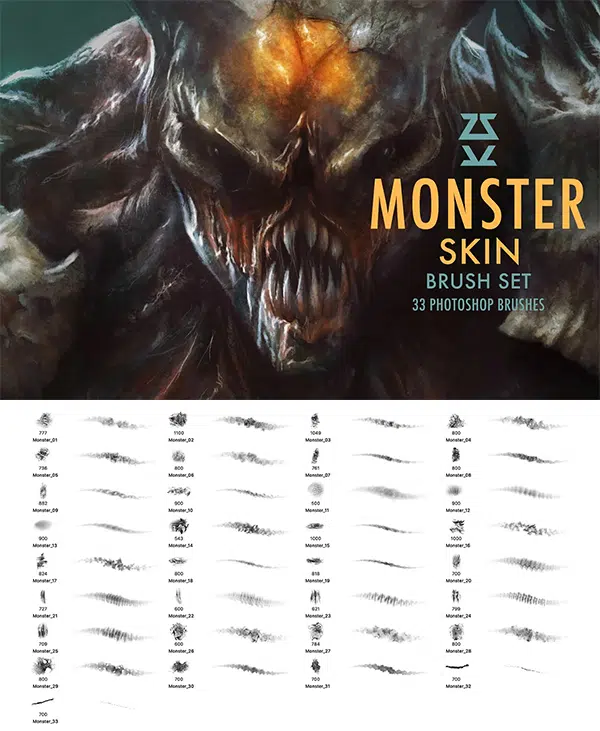 MONSTER
SKIN
BRUSH SET
33 PHOTOSHOP BRUSHES
777 1100 1049 800
Monster_01 Monster_02 Monster_03 Monster_04
756 800 761 800
Monster_05 Monster_06 Monster_07 Monster_08
882 900 500 900
Monster_09 Monster_10 Monster_11 Monster_12
900 543 1000 1000
Monster_13 Monster_14 Monster_15 Monster_16
824 800 818 700
Monster_17 Monster_18 Monster_19 Monster_20
727 600 621 799
Monster_21 Monster_22 Monster_23 Monster_24
709 600 784 800
Monster_25 Monster_26 Monster_27 Monster_28
800 700 700 700
Monster_29 Monster_30 Monster_31 Monster_32
700
Monster_33